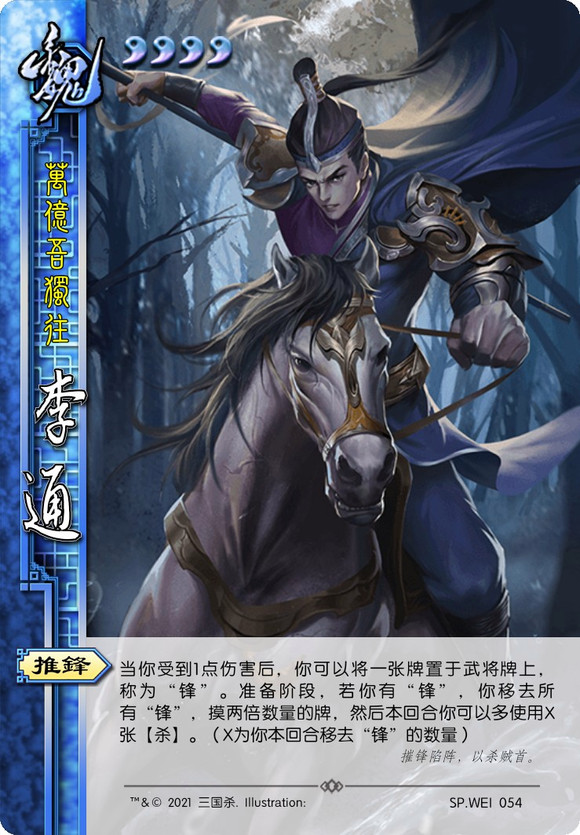 魏
萬億吾獨往
李通
推鋒
当你受到1点伤害后，你可以将一张牌置于武将牌上，
称为“锋”。准备阶段，若你有“锋”，你移去所
有“锋”，摸两倍数量的牌，然后本回合你可以多使用X
张【杀】。（X为你本回合移去“锋”的数量）
摧锋陷阵，以杀贼首。
™&© 2021 三国杀. Illustration:
SP.WEI 054